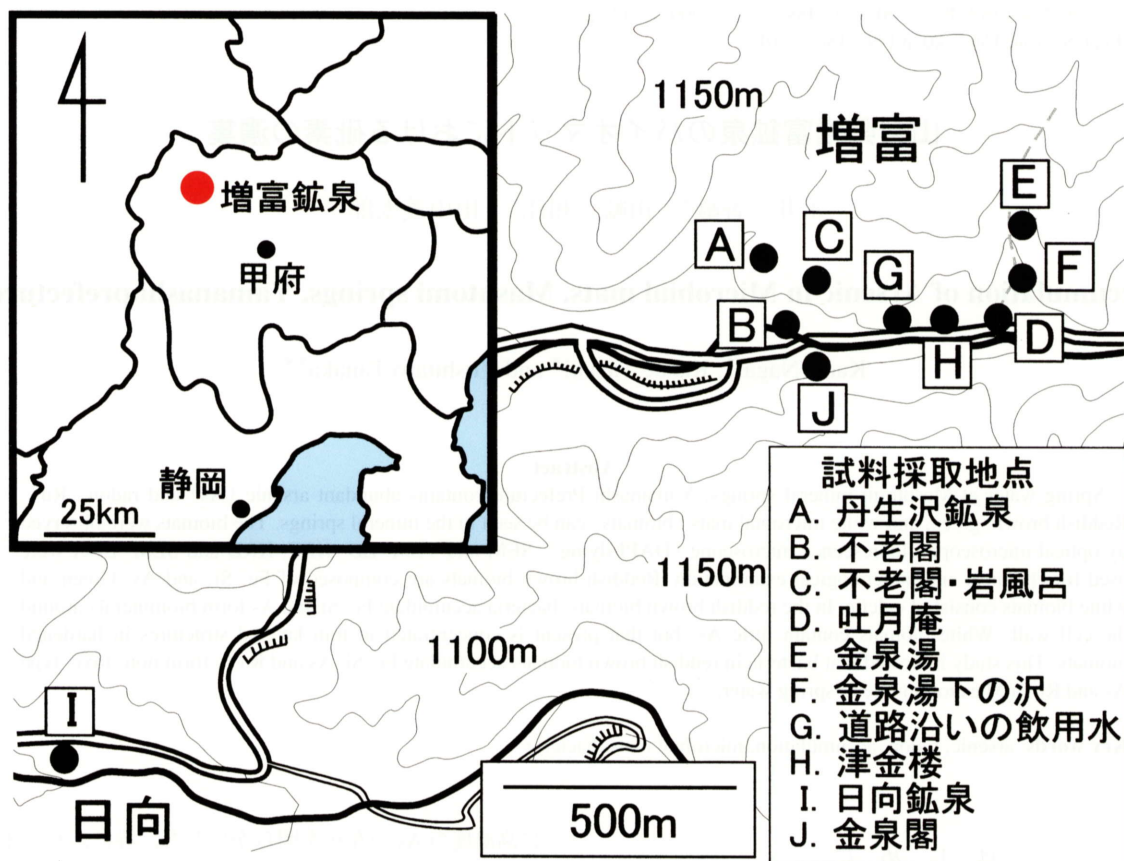 増富鉱泉
甲府
静岡
25km
1150m
増富
E
A
C
F
G
B
D
H
J
1150m
1100m
I
日向
500m
試料採取地点
A. 丹生沢鉱泉
B. 不老閣
C. 不老閣・岩風呂
D. 吐月庵
E. 金泉湯
F. 金泉湯下の沢
G. 道路沿いの飲用水
H. 津金楼
I. 日向鉱泉
J. 金泉閣